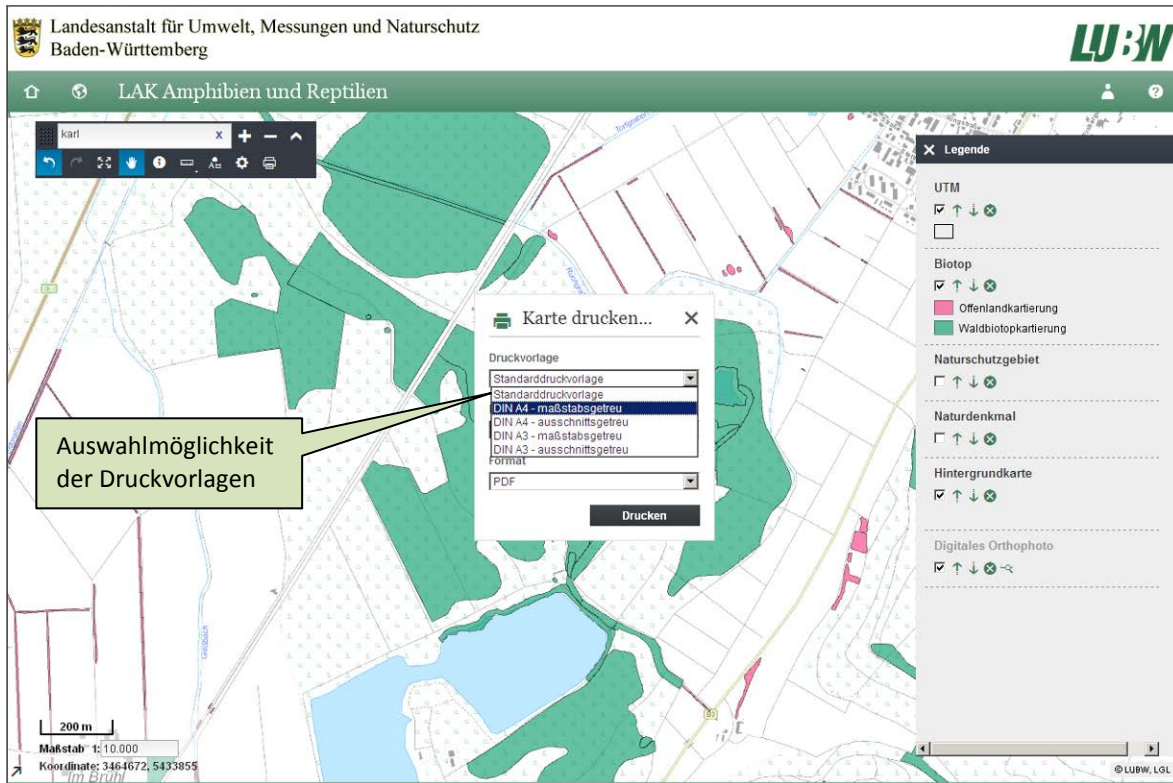 Landesanstalt für Umwelt, Messungen und Naturschutz
Baden-Württemberg
LUBW
LAK Amphibien und Reptilien
karl
x
Legende
UTM
Biotop
Offenlandkartierung
Waldbiotopkartierung
Naturschutzgebiet
Naturdenkmal
Hintergrundkarte
Digitales Orthophoto
Karte drucken...
Druckvorlage
Standarddruckvorlage
Standarddruckvorlage
DIN A4 - maßstabsgetreu
DIN A4 - ausschnittsgetreu
DIN A3 - maßstabsgetreu
DIN A3 - ausschnittsgetreu
Format
PDF
Drucken
Auswahlmöglichkeit
der Druckvorlagen
200 m
Maßstab 1: 10.000
Koordinate: 3464672, 5433855
Im Brühl
© LUBW, LGL